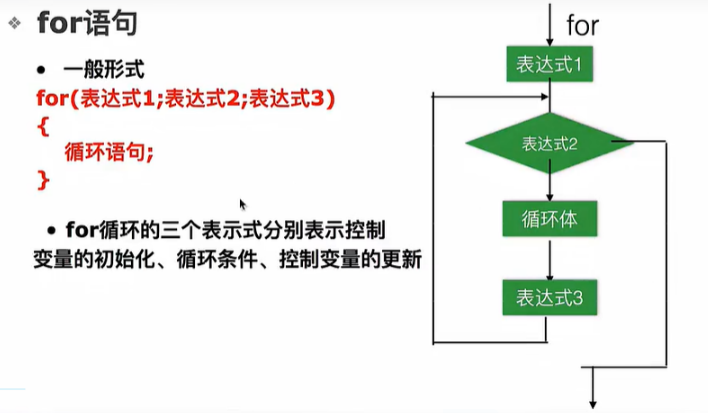 for语句
一般形式
for(表达式1;表达式2;表达式3)
{
循环语句;
}
for循环的三个表示式分别表示控制
变量的初始化、循环条件、控制变量的更新
for
表达式1
表达式2
循环体
表达式3